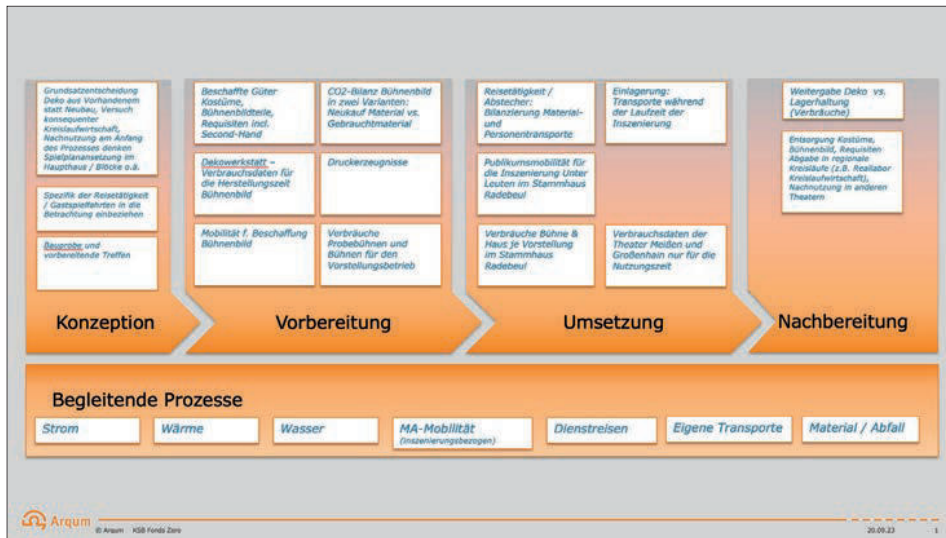 Grundsatzentscheidung
Deko aus Vorhandenem
statt Neubau, Versuch
konsequenter
Kreislaufwirtschaft,
Nachnutzung am Anfang
des Prozesses denken
Spielplanansetzung im
Haupthaus / Blöcke o.ä.
Spezifik der Reisetätigkeit
/ Gastspielfahrten in die
Betrachtung einbeziehen
Bauprobe und
vorbereitende Treffen
Konzeption
Beschaffte Güter
Kostüme,
Bühnenbildteile,
Requisiten incl.
Second-Hand
CO2-Bilanz Bühnenbild
in zwei Varianten:
Neukauf Material vs.
Gebrauchtmaterial
Dekowerkstatt –
Verbrauchsdaten für
die Herstellungszeit
Bühnenbild
Druckerzeugnisse
Mobilität f. Beschaffung
Bühnenbild
Verbräuche
Probebühnen und
Bühnen für den
Vorstellungsbetrieb
Vorbereitung
Reisetätigkeit /
Abstecher:
Bilanzierung Material-
und
Personentransporte
Einlagerung:
Transporte während
der Laufzeit der
Inszenierung
Publikumsmobilität für
die Inszenierung Unter
Leuten im Stammhaus
Radebeul
Verbräuche Bühne &
Haus je Vorstellung
im Stammhaus
Radebeul
Verbrauchsdaten der
Theater Meißen und
Großenhain nur für die
Nutzungszeit
Umsetzung
Weitergabe Deko vs.
Lagerhaltung
(Verbräuche)
Entsorgung Kostüme,
Bühnenbild, Requisiten
Abgabe in regionale
Kreisläufe (z.B. Reallabor
Kreislaufwirtschaft),
Nachnutzung in anderen
Theatern
Nachbereitung
Begleitende Prozesse
Strom
Wärme
Wasser
MA-Mobilität
(inszenierungsbezogen)
Dienstreisen
Eigene Transporte
Material / Abfall
Arqum
© Arqum KSB Fonds Zero
20.09.23 1